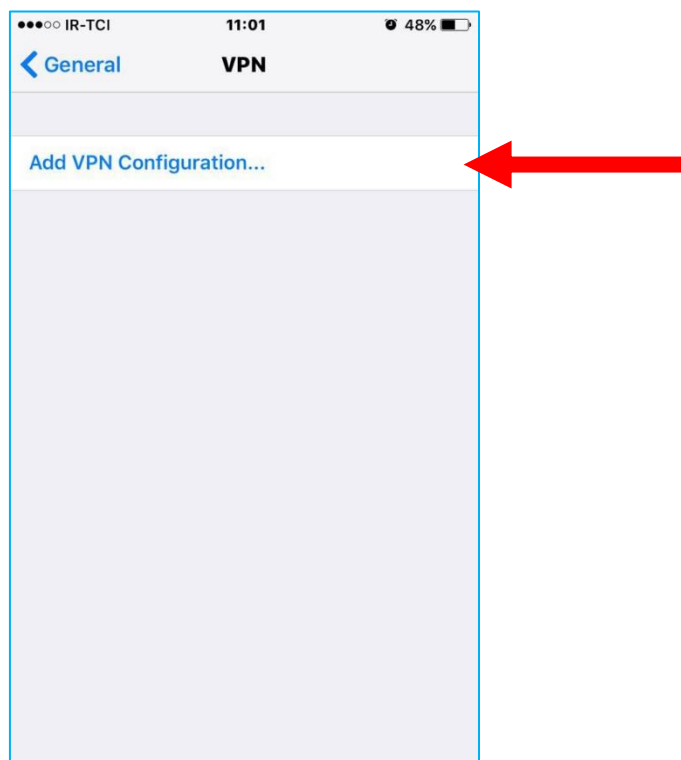 ●●●○○ IR-TCI 11:01 48%
General VPN
Add VPN Configuration...